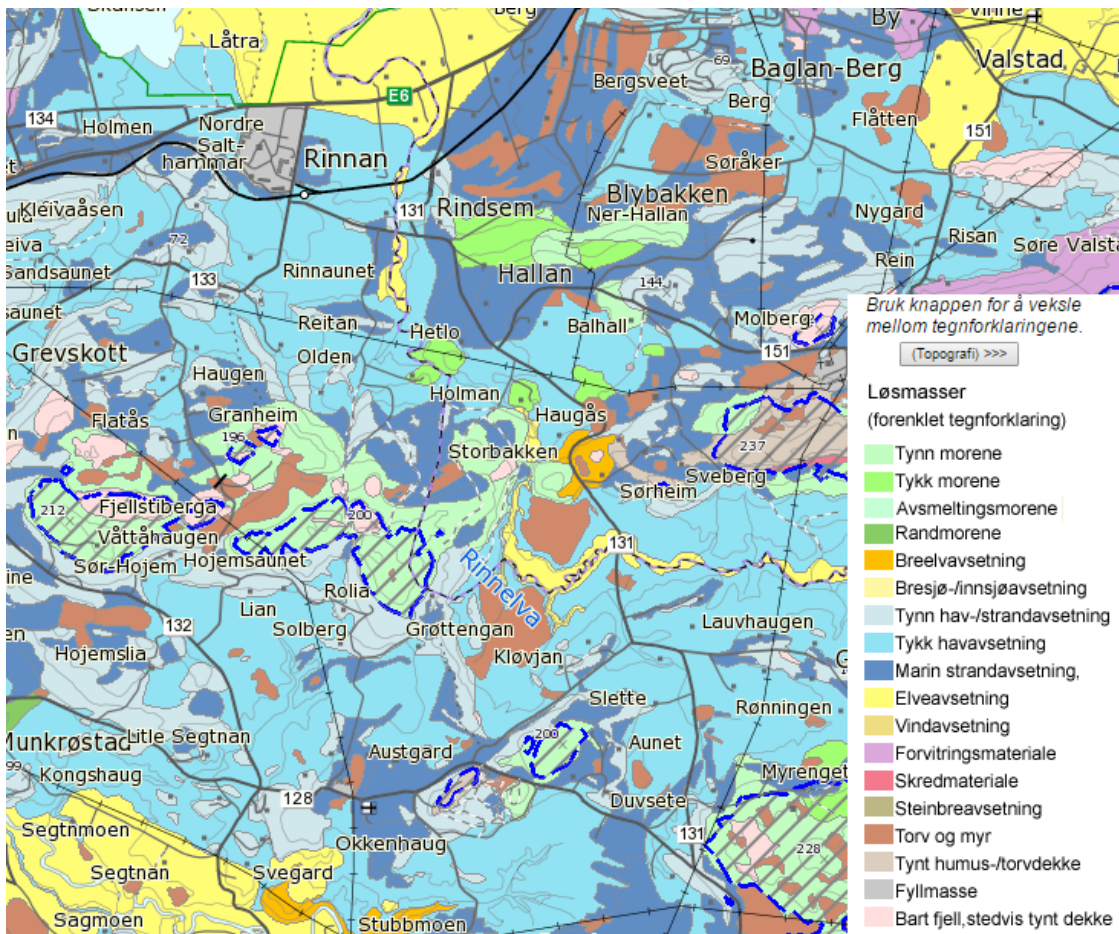 Låtra
Berg
By
Vinne
69
Valstad
Bergsveet
Baglan-Berg
E6
Berg
134
Holmen
Nordre
Flåtten
Salt-
hammar
151
Rinnan
Søråker
Blybakken
131
Rindsem
Ner-Hallan
Kleivaåsen
Nygard
72
Risan
Søre Valsta
Sandsaunet
Rinnaunet
Hallan
Rein
133
144
saunet
Bruk knappen for å veksle
mellom tegnforklaringene.
Reitan
Hetlo
Balhall
Molberg
Grevskott
Olden
151
(Topografi) >>>
Haugen
Holman
Løsmasser
Flatås
Granheim
Haugås
(forenklet tegnforklaring)
196
237
Storbakken
Tynn morene
Sveberg
Tykk morene
Sørheim
212
Fjellstiberga
200
Avsmeltingsmorene
Våttåhaugen
Randmorene
131
Sør-Hojem
Hojemsaunet
Breelvavsetning
Rinnelva
Rolia
Bresjø-/innsjøavsetning
Lian
Tynn hav-/strandavsetning
132
Solberg
Grøttengan
Lauvhaugen
Tykk havavsetning
Hojemslia
Kløvjan
Marin strandavsetning,
Slette
Elveavsetning
Rønningen
Vindavsetning
Munkrøstad
Litle Segtnan
200
Aunet
Forvitringsmateriale
Austgard
Kongshaug
Myrenget
Skredmateriale
128
Duvsete
Steinbreavsetning
Segtnmoen
Okkenhaug
131
Torv og myr
228
Tynt humus-/torvdekke
Segtnan
Svegard
Fyllmasse
Sagmoen
Stubbmoen
Bart fjell,stedvis tynt dekke